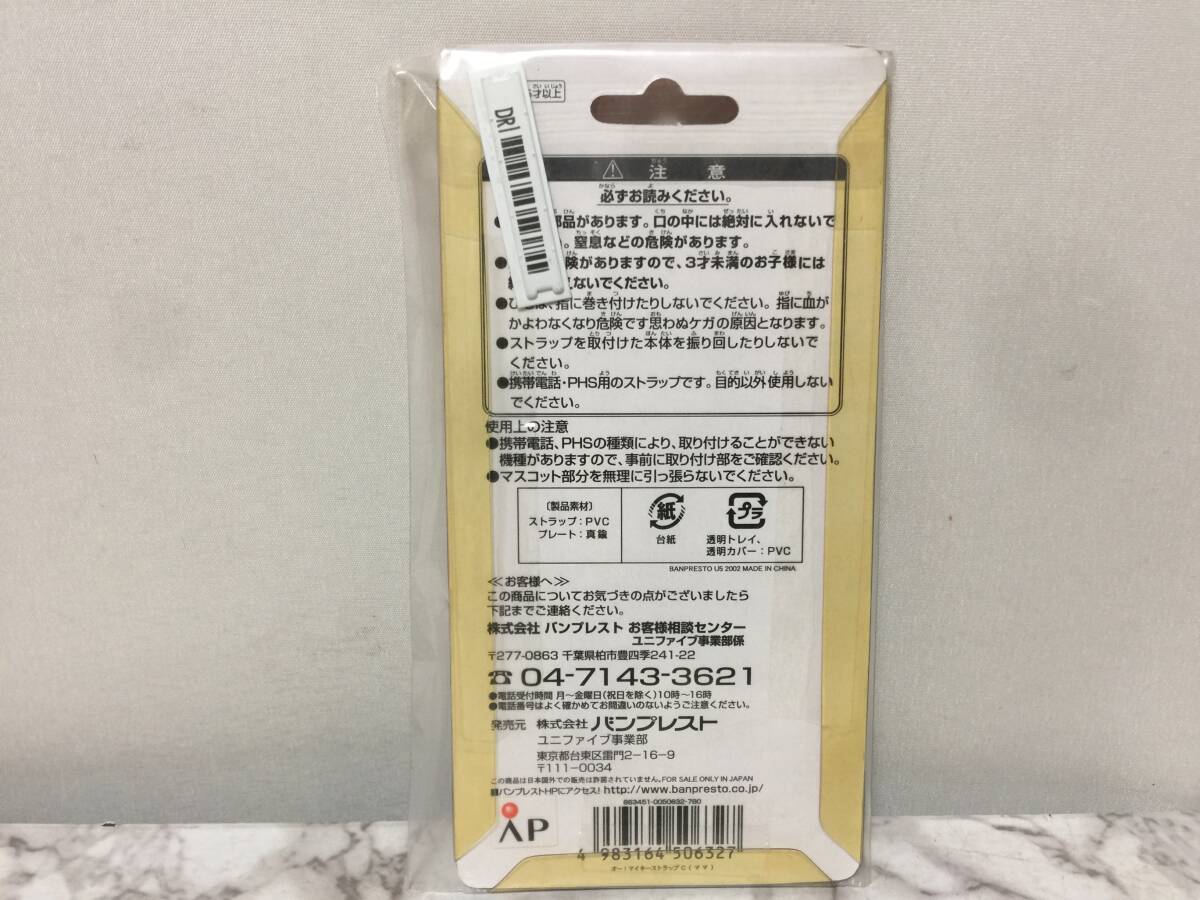 才以上
DR1
注意
必ずお読みください。
品があります。口の中には絶対に入れないで
。窒息などの危険があります。
険がありますので、3才未満のお子様には
えないでください。
は、指に巻き付けたりしないでください。指に血が
かよわなくなり危険です思わぬケガの原因となります。
●ストラップを取付けた本体を振り回したりしないで
ください。
●携帯電話・PHS用のストラップです。目的以外使用しない
でください。
使用上の注意
●携帯電話、PHSの種類により、取り付けることができない
機種がありますので、事前に取り付け部をご確認ください。
●マスコット部分を無理に引っ張らないでください。
〔製品素材〕
ストラップ：PVC
プレート：真鍮
紙
台紙
プラ
透明トレイ、
透明カバー：PVC
BANPRESTO U5 2002 MADE IN CHINA
≪お客様へ≫
この商品についてお気づきの点がございましたら
下記までご連絡ください。
株式会社 バンプレスト お客様相談センター
ユニファイブ事業部係
〒277-0863 千葉県柏市豊四季241-22
☎ 04-7143-3621
●電話受付時間 月～金曜日(祝日を除く)10時～16時
●電話番号はよく確かめてお間違いのないようご注意ください。
発売元 株式会社 バンプレスト
ユニファイブ事業部
東京都台東区雷門2-16-9
〒111-0034
この商品は日本国外での販売は許諾されていません。FOR SALE ONLY IN JAPAN
■バンプレストHPにアクセス! http://www.banpresto.co.jp/
AP
663451-0050632-780
4 983164 506327
オー!マイキーストラップC(ママ)